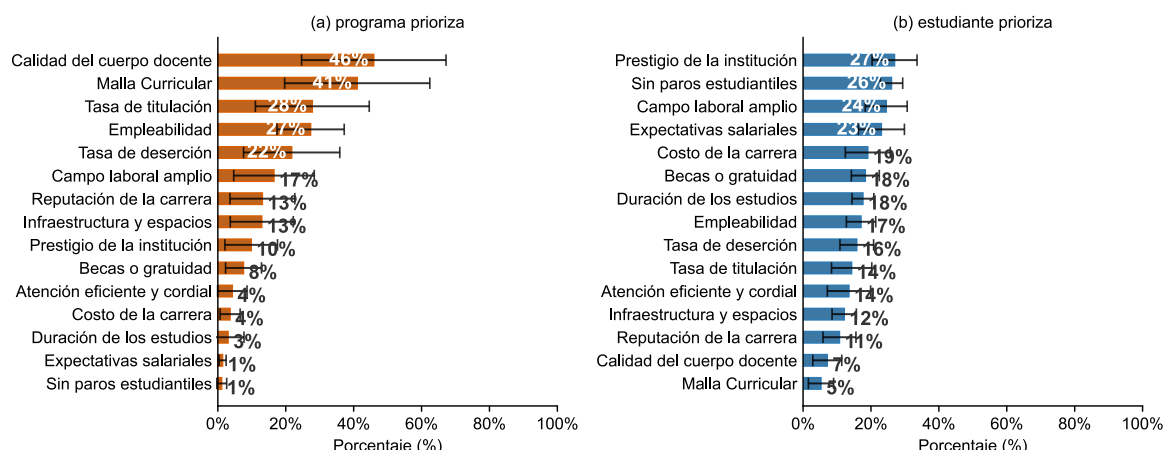 (a) programa prioriza
Calidad del cuerpo docente 46%
Malla Curricular 41%
Tasa de titulación 28%
Empleabilidad 27%
Tasa de deserción 22%
Campo laboral amplio 17%
Reputación de la carrera 13%
Infraestructura y espacios 13%
Prestigio de la institución 10%
Becas o gratuidad 8%
Atención eficiente y cordial 4%
Costo de la carrera 4%
Duración de los estudios 3%
Expectativas salariales 1%
Sin paros estudiantiles 1%
0% 20% 40% 60% 80% 100%
Porcentaje (%)
(b) estudiante prioriza
Prestigio de la institución 27%
Sin paros estudiantiles 26%
Campo laboral amplio 24%
Expectativas salariales 23%
Costo de la carrera 19%
Becas o gratuidad 18%
Duración de los estudios 18%
Empleabilidad 17%
Tasa de deserción 16%
Tasa de titulación 14%
Atención eficiente y cordial 14%
Infraestructura y espacios 12%
Reputación de la carrera 11%
Calidad del cuerpo docente 7%
Malla Curricular 5%
0% 20% 40% 60% 80% 100%
Porcentaje (%)